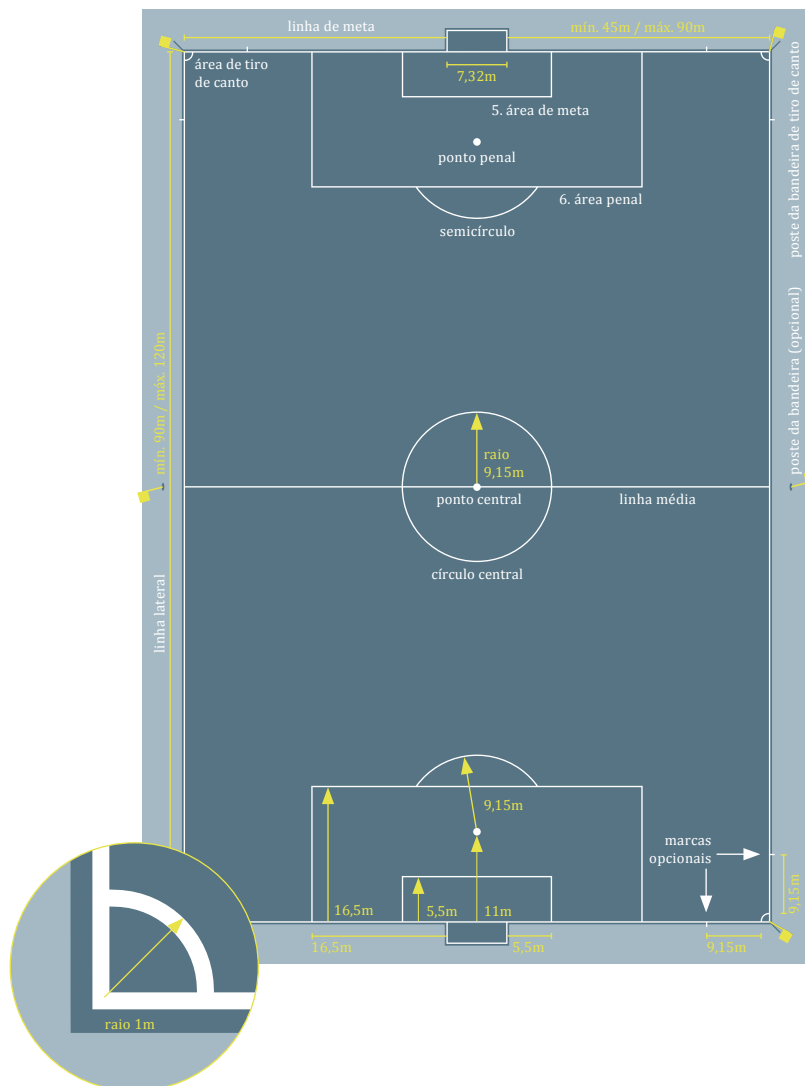 linha de meta
mín. 45m / máx. 90m
área de tiro
de canto
7,32m
5. área de meta
ponto penal
6. área penal
semicírculo
poste da bandeira de tiro de canto
poste da bandeira (opcional)
mín. 90m / máx. 120m
raio
9,15m
ponto central
linha média
círculo central
linha lateral
9,15m
marcas
opcionais
16,5m
5,5m
11m
9,15m
16,5m
5,5m
9,15m
raio 1m